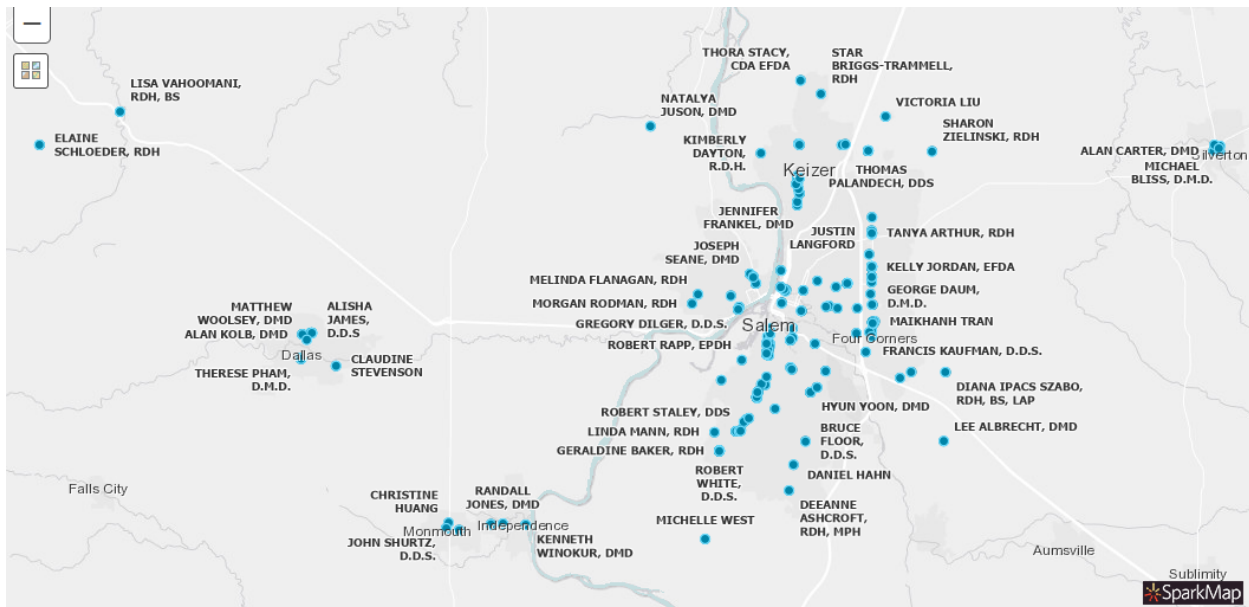 THORA STACY,
CDA EFDA
STAR
BRIGGS-TRAMMELL,
RDH
LISA VAHOOMANI,
RDH, BS
NATALYA
JUSON, DMD
VICTORIA LIU
SHARON
ZIELINSKI, RDH
ELAINE
SCHLOEDER, RDH
KIMBERLY
DAYTON,
R.D.H.
ALAN CARTER, DMD
Silverton
MICHAEL
BLISS, D.M.D.
Keizer
THOMAS
PALANDECH, DDS
JENNIFER
FRANKEL, DMD
JUSTIN
LANGFORD
TANYA ARTHUR, RDH
JOSEPH
SEANE, DMD
KELLY JORDAN, EFDA
MELINDA FLANAGAN, RDH
GEORGE DAUM,
D.M.D.
MORGAN RODMAN, RDH
MATTHEW
WOOLSEY, DMD
ALISHA
JAMES,
D.D.S
ALAN KOLB, DMD
GREGORY DILGER, D.D.S.
Salem
MAIKHANH TRAN
ROBERT RAPP, EPDH
Four Corners
FRANCIS KAUFMAN, D.D.S.
Dallas
CLAUDINE
STEVENSON
THERESE PHAM,
D.M.D.
DIANA IPACS SZABO,
RDH, BS, LAP
HYUN YOON, DMD
ROBERT STALEY, DDS
LINDA MANN, RDH
BRUCE
FLOOR,
D.D.S.
LEE ALBRECHT, DMD
GERALDINE BAKER, RDH
ROBERT
WHITE,
D.D.S.
DANIEL HAHN
Falls City
CHRISTINE
HUANG
RANDALL
JONES, DMD
DEEANNE
ASHCROFT,
RDH, MPH
MICHELLE WEST
Monmouth
Independence
JOHN SHURTZ,
D.D.S.
KENNETH
WINOKUR, DMD
Aumsville
Sublimity
SparkMap